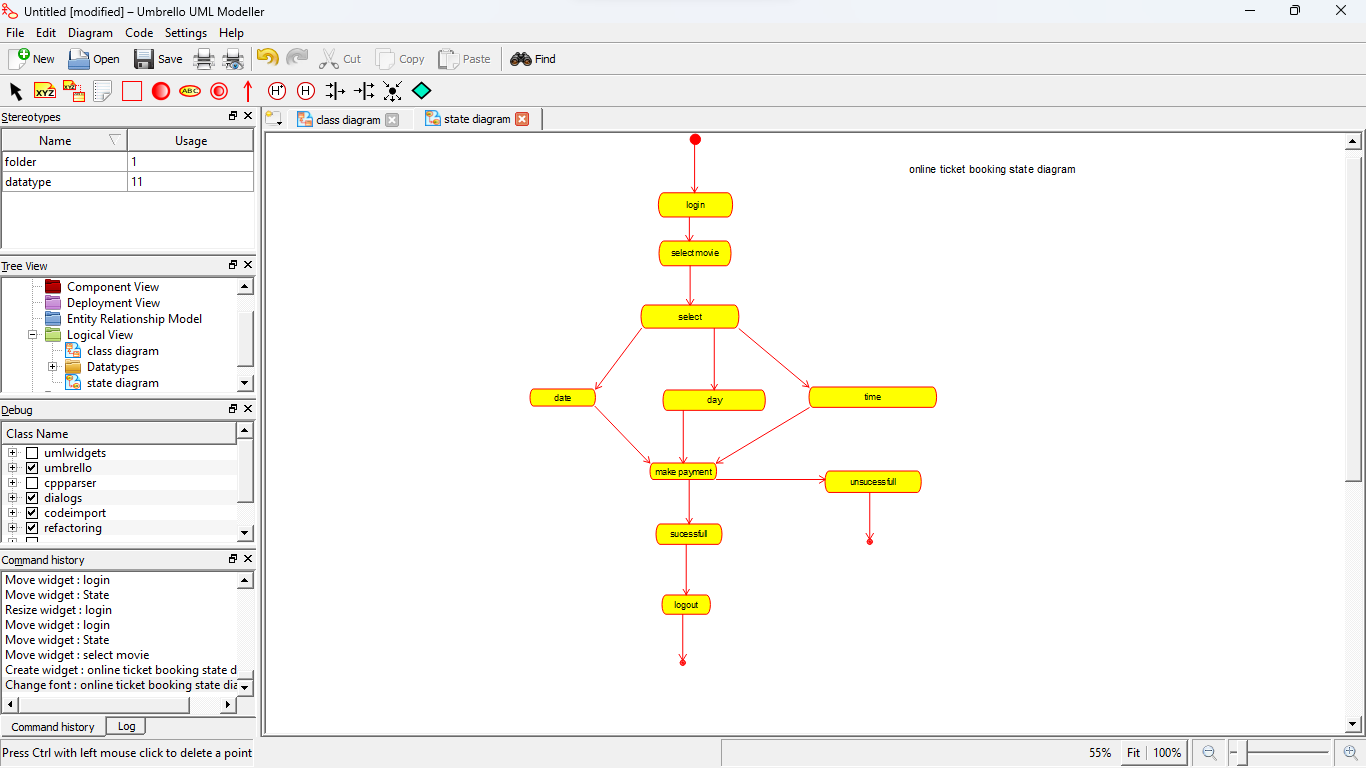 Untitled [modified] – Umbrello UML Modeller
File Edit Diagram Code Settings Help
New Open Save Cut Copy Paste Find
XYZ XYZ ABC H* H
Stereotypes
Name Usage
folder 1
datatype 11
Tree View
Component View
Deployment View
Entity Relationship Model
Logical View
class diagram
Datatypes
state diagram
Debug
Class Name
umlwidgets
umbrello
cppparser
dialogs
codeimport
refactoring
Command history
Move widget : login
Move widget : State
Resize widget : login
Move widget : login
Move widget : State
Move widget : select movie
Create widget : online ticket booking state d
Change font : online ticket booking state dia
Command history Log
Press Ctrl with left mouse click to delete a point
class diagram state diagram
online ticket booking state diagram
login
select movie
select
date day time
make payment
unsucessfull
sucessfull
logout
55% Fit 100%